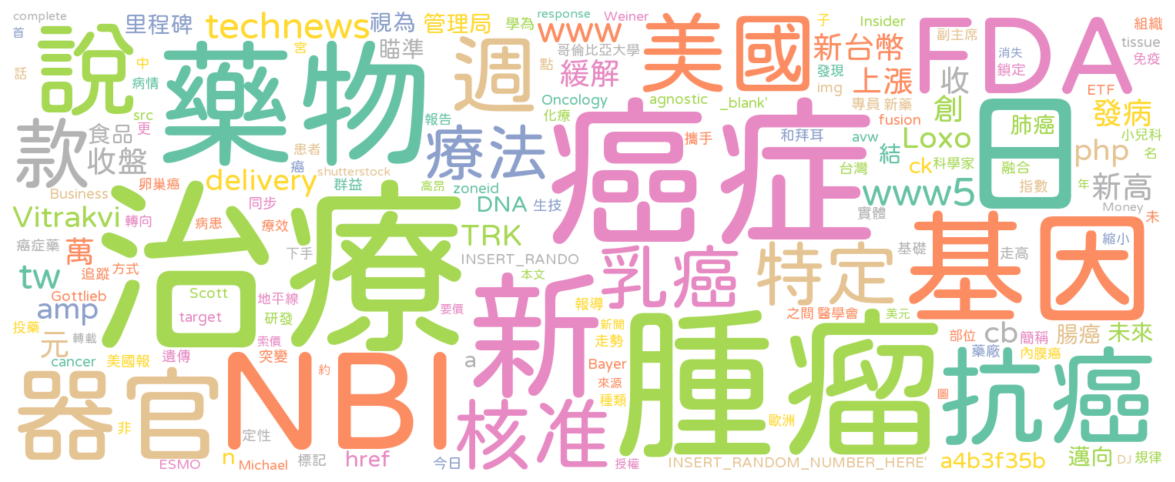 complete
首
話
里程碑
technews
視為
管理局
學為
response
Weiner
www
Insider
副主席
子
組織
tissue
免疫
說
中
病情
宮
藥物
瞄準
週
點
哥倫比亞大學
緩解
美國
新台幣
上漲
發現
FDA
收
消失
鎖定
ETF
src
更
款
食品
收盤
報告
患者
癌
shutterstock
療法
Oncology
化療
agnostic
_blank'
img
專員
新藥
創
fusion
攜手
和拜耳
avw
Loxo
結
日
肺癌
發病
小兒科
名
Business
卵巢癌
delivery
群益
高昂
zoneid
DNA
生技
癌症
台灣
ck
科學家
融合
指數
php
年
新高
Money
未
Vitrakvi
轉向
同步
病患
療效
治療
下手
TRK
www5
實體
基礎
走高
縮小
癌症藥
萬
追蹤
方式
INSERT_RANDO
本文
乳癌
特定
基因
tw
Gottlieb
Scott
地平線
target
研發
amp
要價
新
報導
新聞
走勢
之間
醫學會
美元
cb
部位
簡稱
腸癌
未來
投藥
轉載
元
美國報
索價
cancer
遺傳
突變
約
a
Bayer
來源
種類
腫瘤
藥廠
內膜癌
抗癌
器官
NBI
圖
歐洲
核准
非
定性
ESMO
n
Michael
標記
href
今日
授權
INSERT_RANDOM_NUMBER_HERE'
a4b3f35b
邁向
DJ
規律